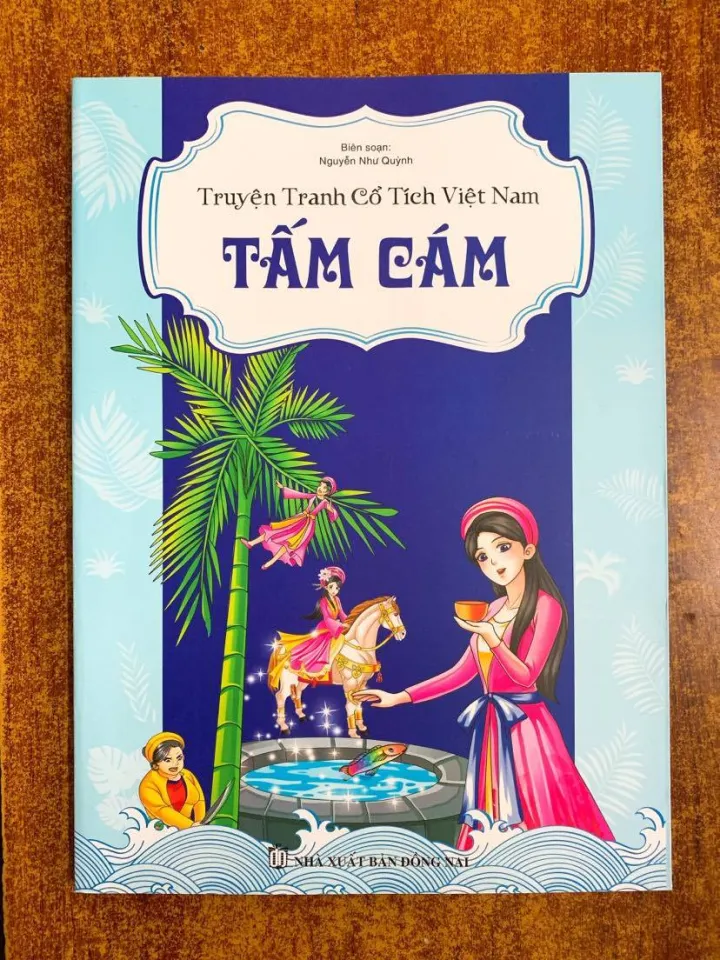 Biên soạn:
Nguyễn Như Quỳnh
Truyện Tranh Cổ Tích Việt Nam
TẤM CÁM
NHÀ XUẤT BẢN ĐỒNG NAI